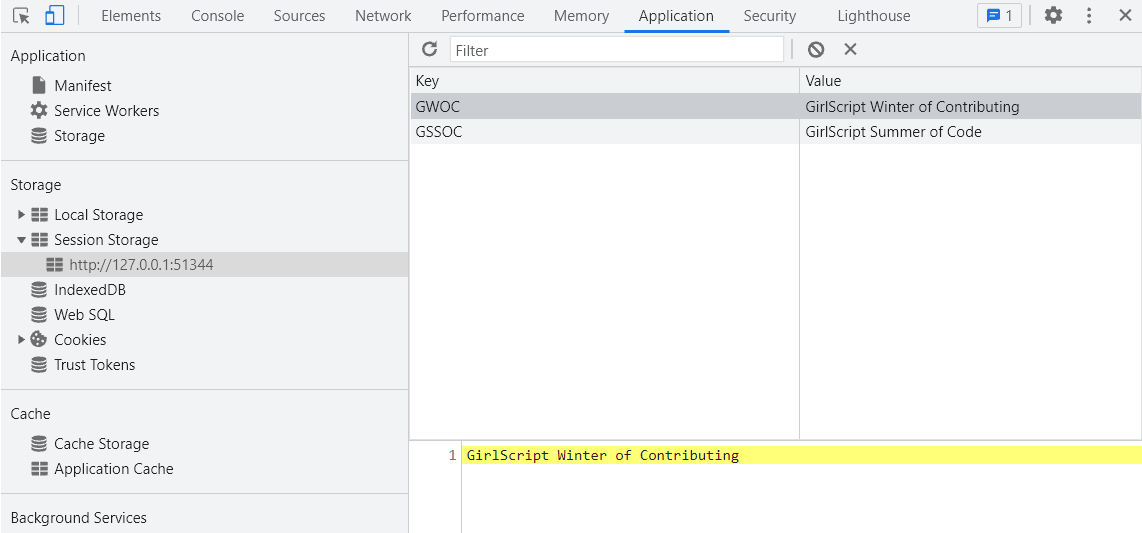 Elements Console Sources Network Performance Memory Application Security Lighthouse 1
Application
Manifest
Service Workers
Storage
Storage
Local Storage
Session Storage
http://127.0.0.1:51344
IndexedDB
Web SQL
Cookies
Trust Tokens
Cache
Cache Storage
Application Cache
Background Services
Filter
Key Value
GWOC GirlScript Winter of Contributing
GSSOC GirlScript Summer of Code
1 GirlScript Winter of Contributing